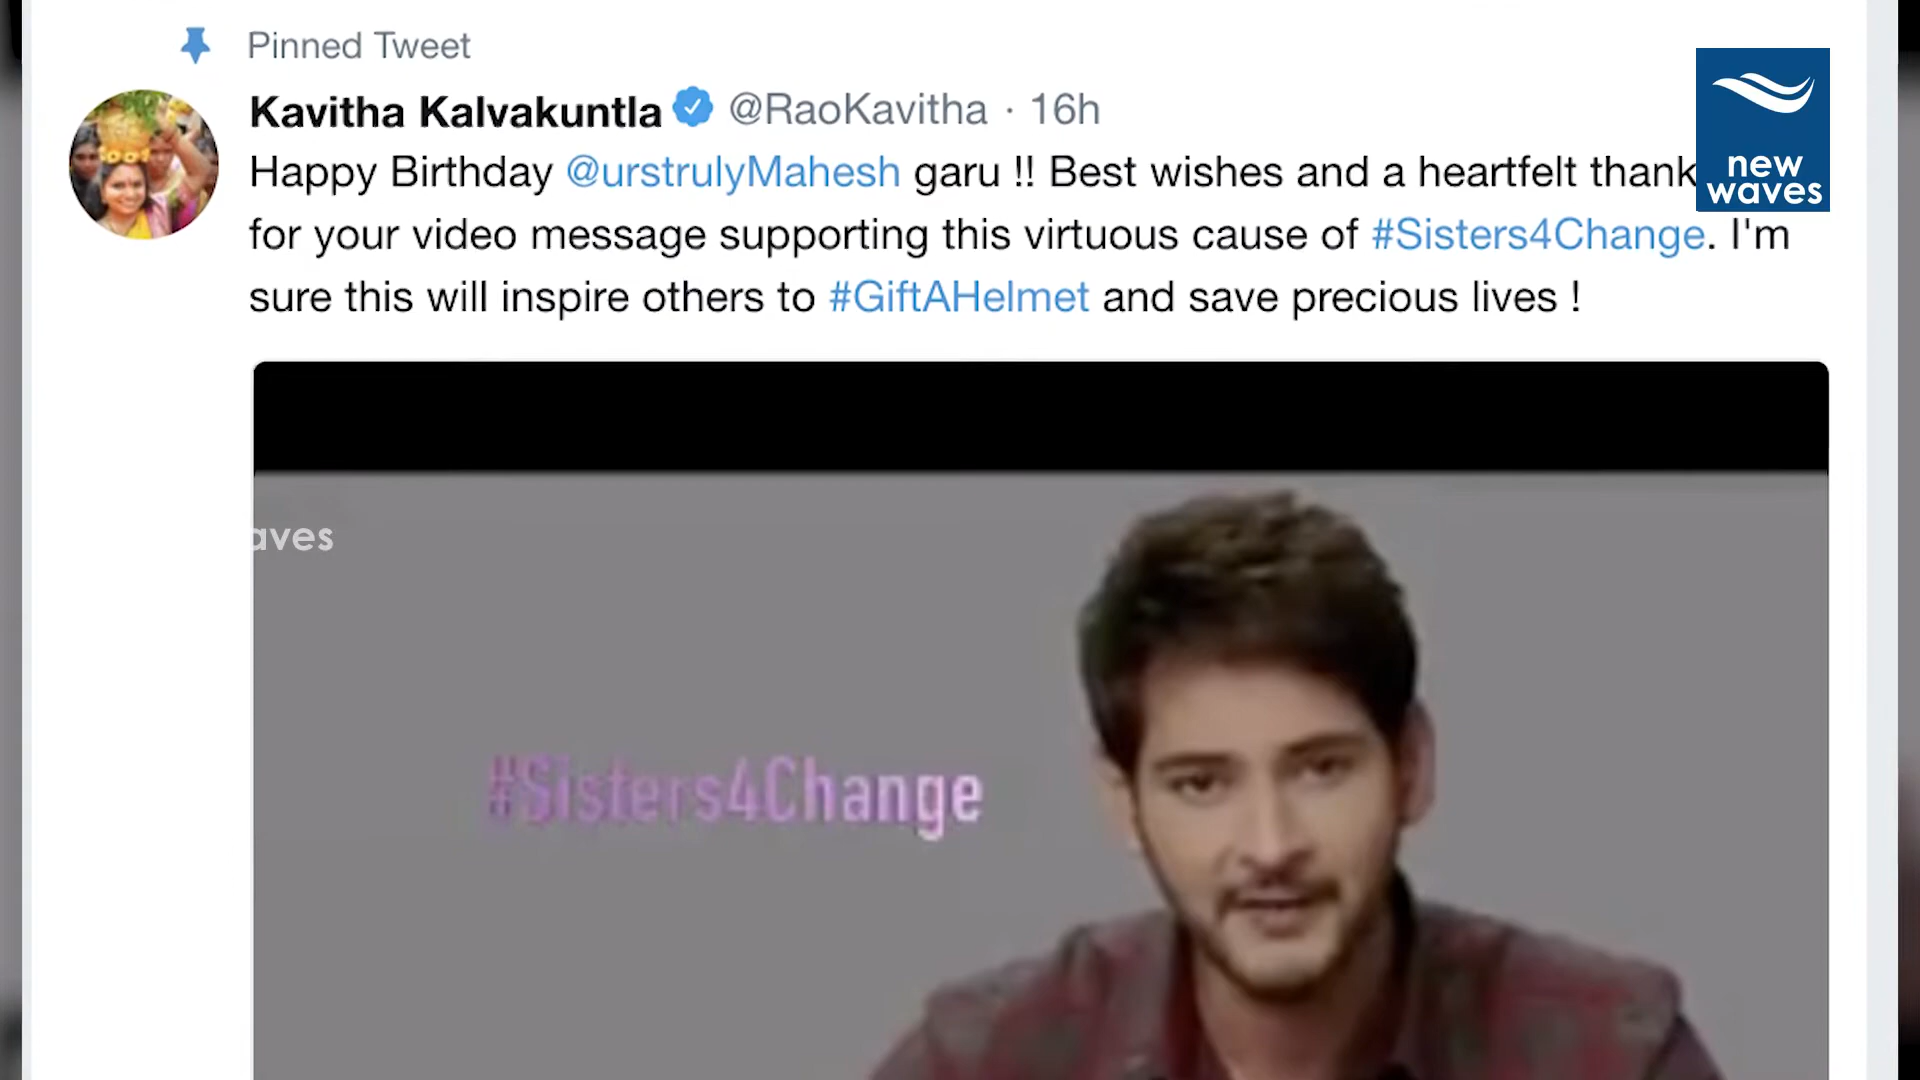 Pinned Tweet
Kavitha Kalvakuntla @RaoKavitha · 16h
Happy Birthday @urstrulyMahesh garu !! Best wishes and a heartfelt thank
for your video message supporting this virtuous cause of #Sisters4Change. I'm
sure this will inspire others to #GiftAHelmet and save precious lives !
new
waves
aves
#Sisters4Change